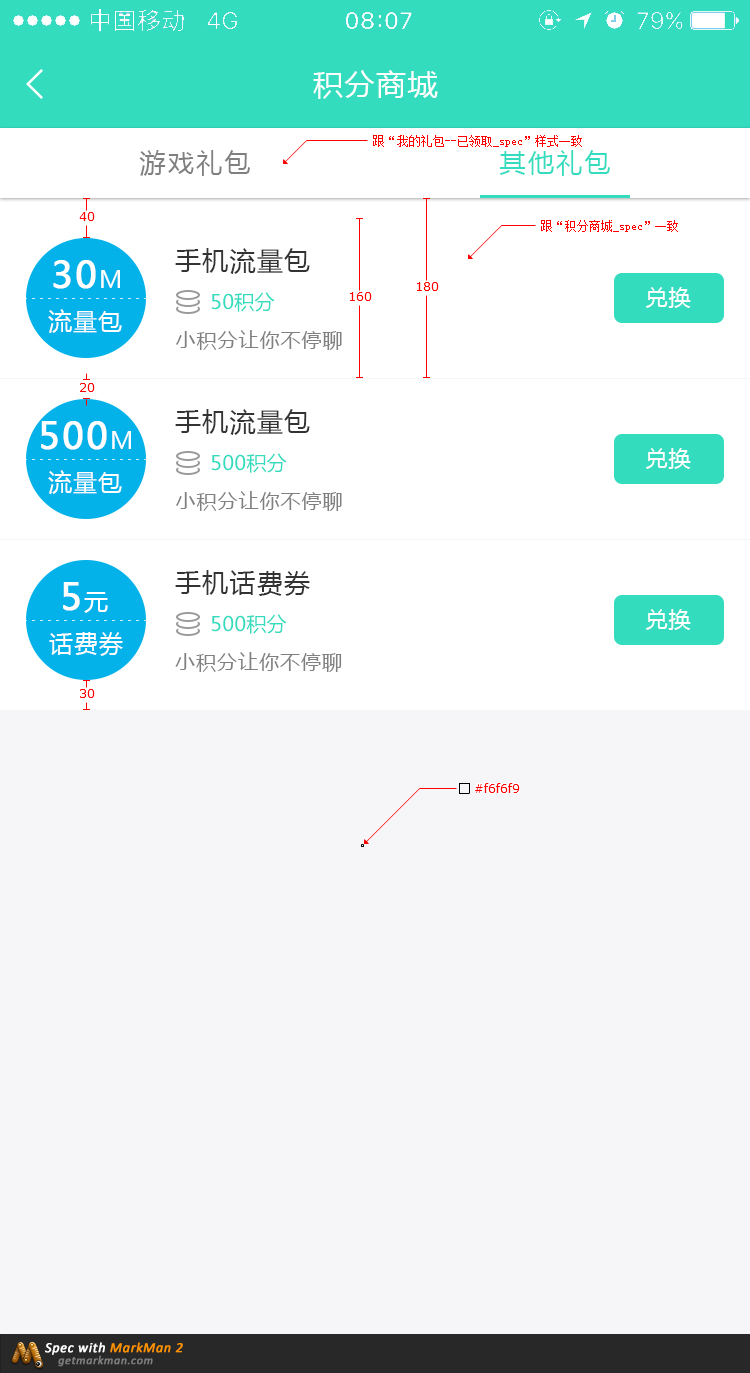 中国移动 4G 08:07 79%
积分商城
跟“我的礼包--已领取_spec”样式一致
游戏礼包 其他礼包
40
跟“积分商城_spec”一致
30M
流量包
手机流量包
50积分
小积分让你不停聊
160
180
兑换
20
500M
流量包
手机流量包
500积分
小积分让你不停聊
兑换
5元
话费券
手机话费券
500积分
小积分让你不停聊
兑换
30
#f6f6f9
Spec with MarkMan 2
getmarkman.com